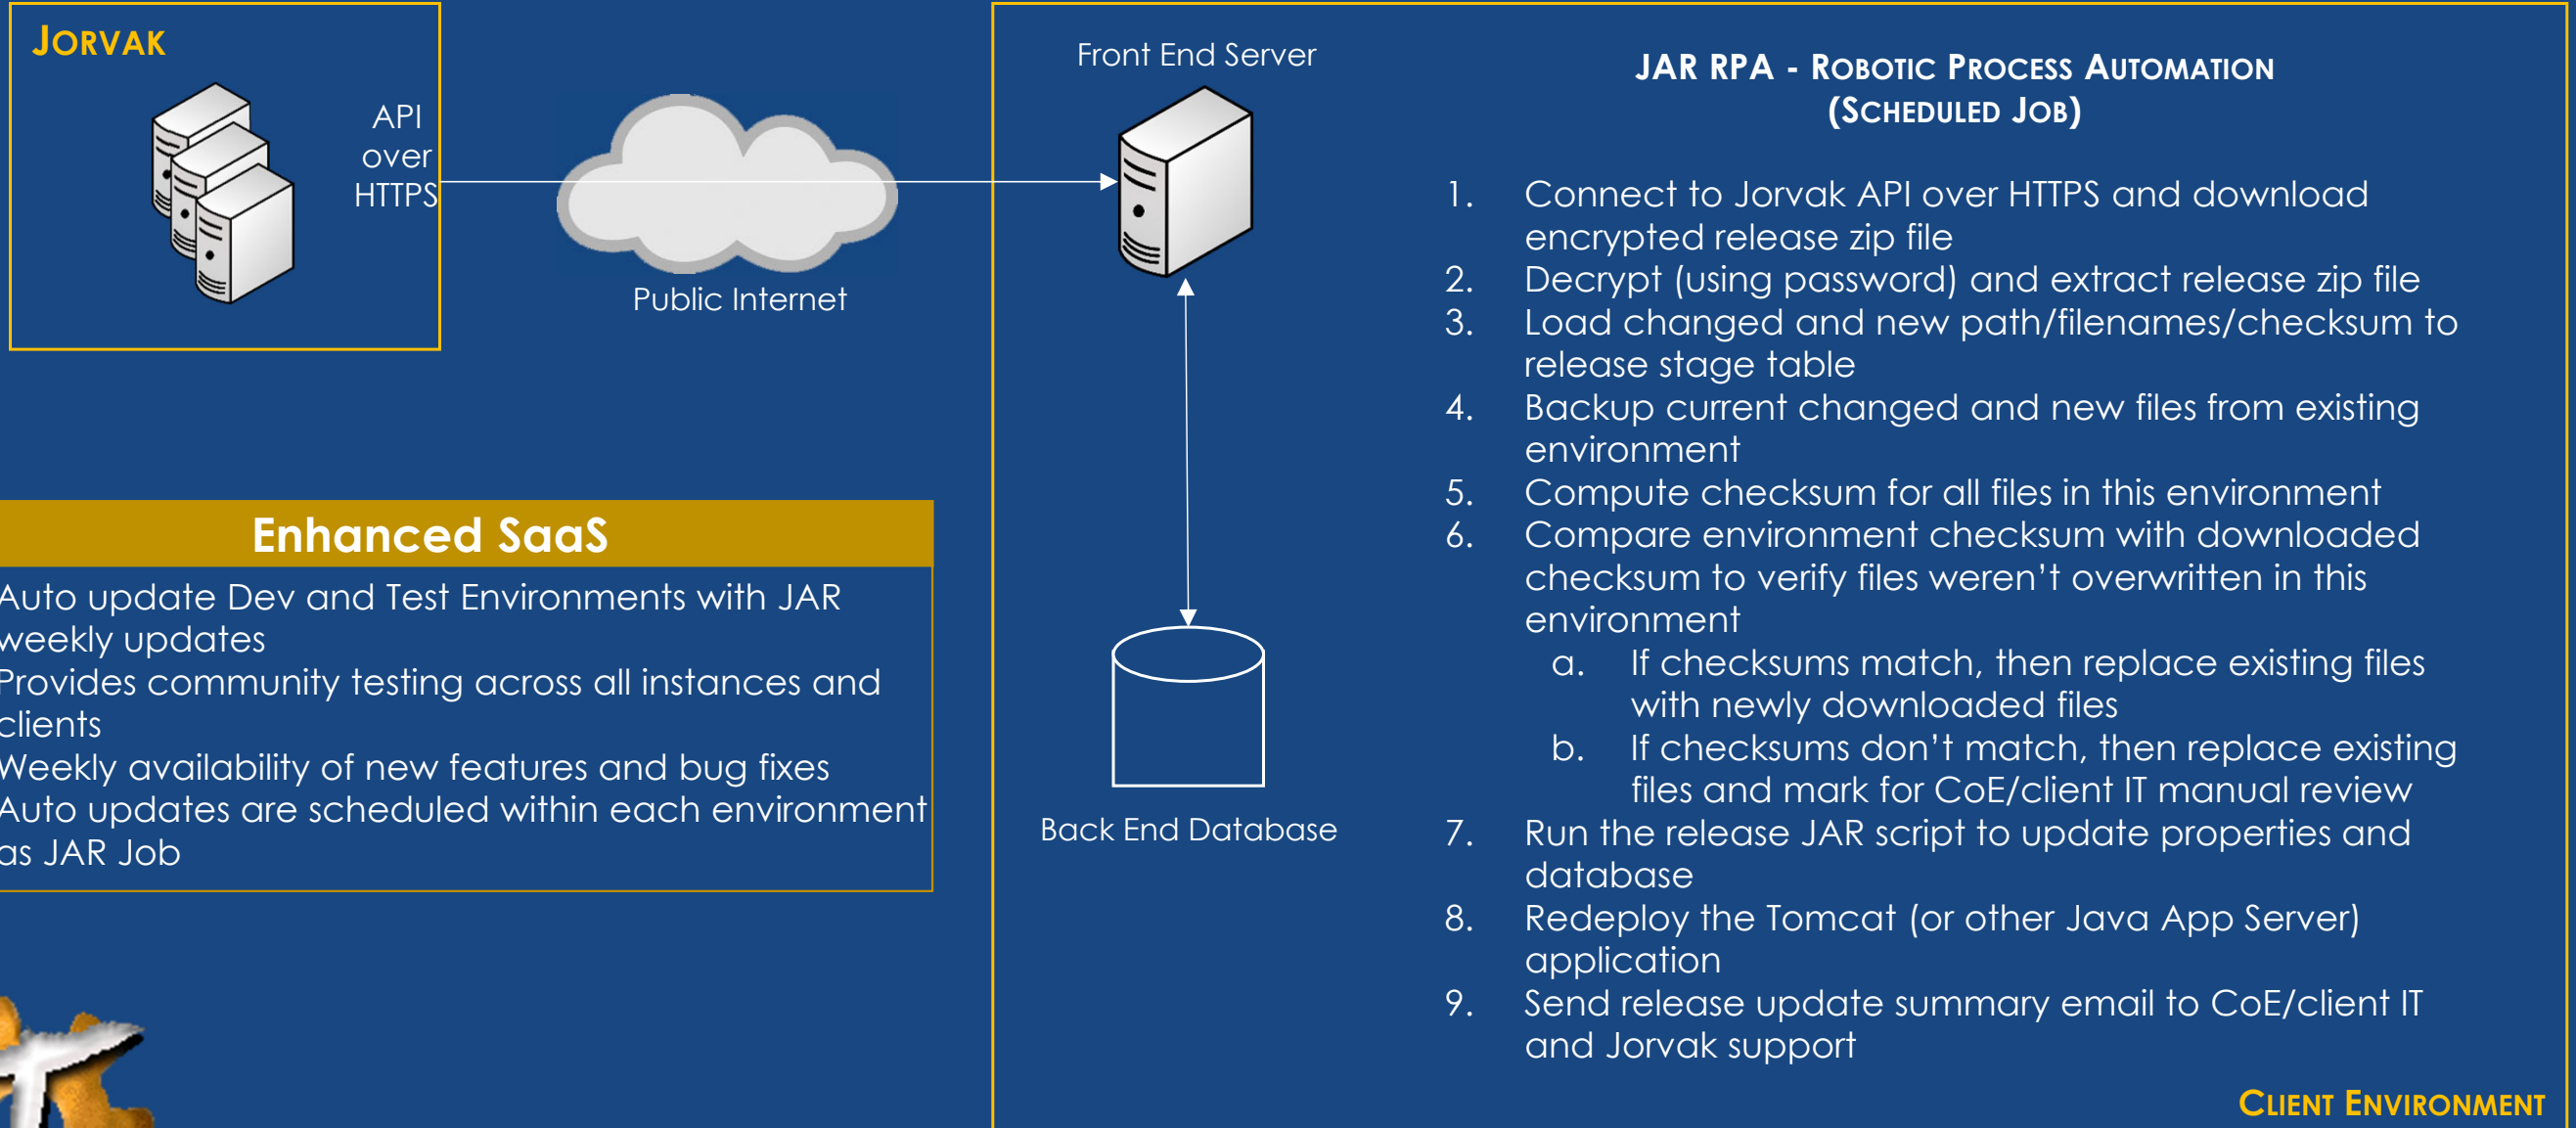 JORVAK
API
over
HTTPS
Public Internet
Front End Server
Back End Database
Enhanced SaaS
Auto update Dev and Test Environments with JAR
weekly updates
Provides community testing across all instances and
clients
Weekly availability of new features and bug fixes
Auto updates are scheduled within each environment
as JAR Job
JAR RPA - ROBOTIC PROCESS AUTOMATION
(SCHEDULED JOB)
1. Connect to Jorvak API over HTTPS and download
encrypted release zip file
2. Decrypt (using password) and extract release zip file
3. Load changed and new path/filenames/checksum to
release stage table
4. Backup current changed and new files from existing
environment
5. Compute checksum for all files in this environment
6. Compare environment checksum with downloaded
checksum to verify files weren't overwritten in this
environment
a. If checksums match, then replace existing files
with newly downloaded files
b. If checksums don't match, then replace existing
files and mark for CoE/client IT manual review
7. Run the release JAR script to update properties and
database
8. Redeploy the Tomcat (or other Java App Server)
application
9. Send release update summary email to CoE/client IT
and Jorvak support
CLIENT ENVIRONMENT